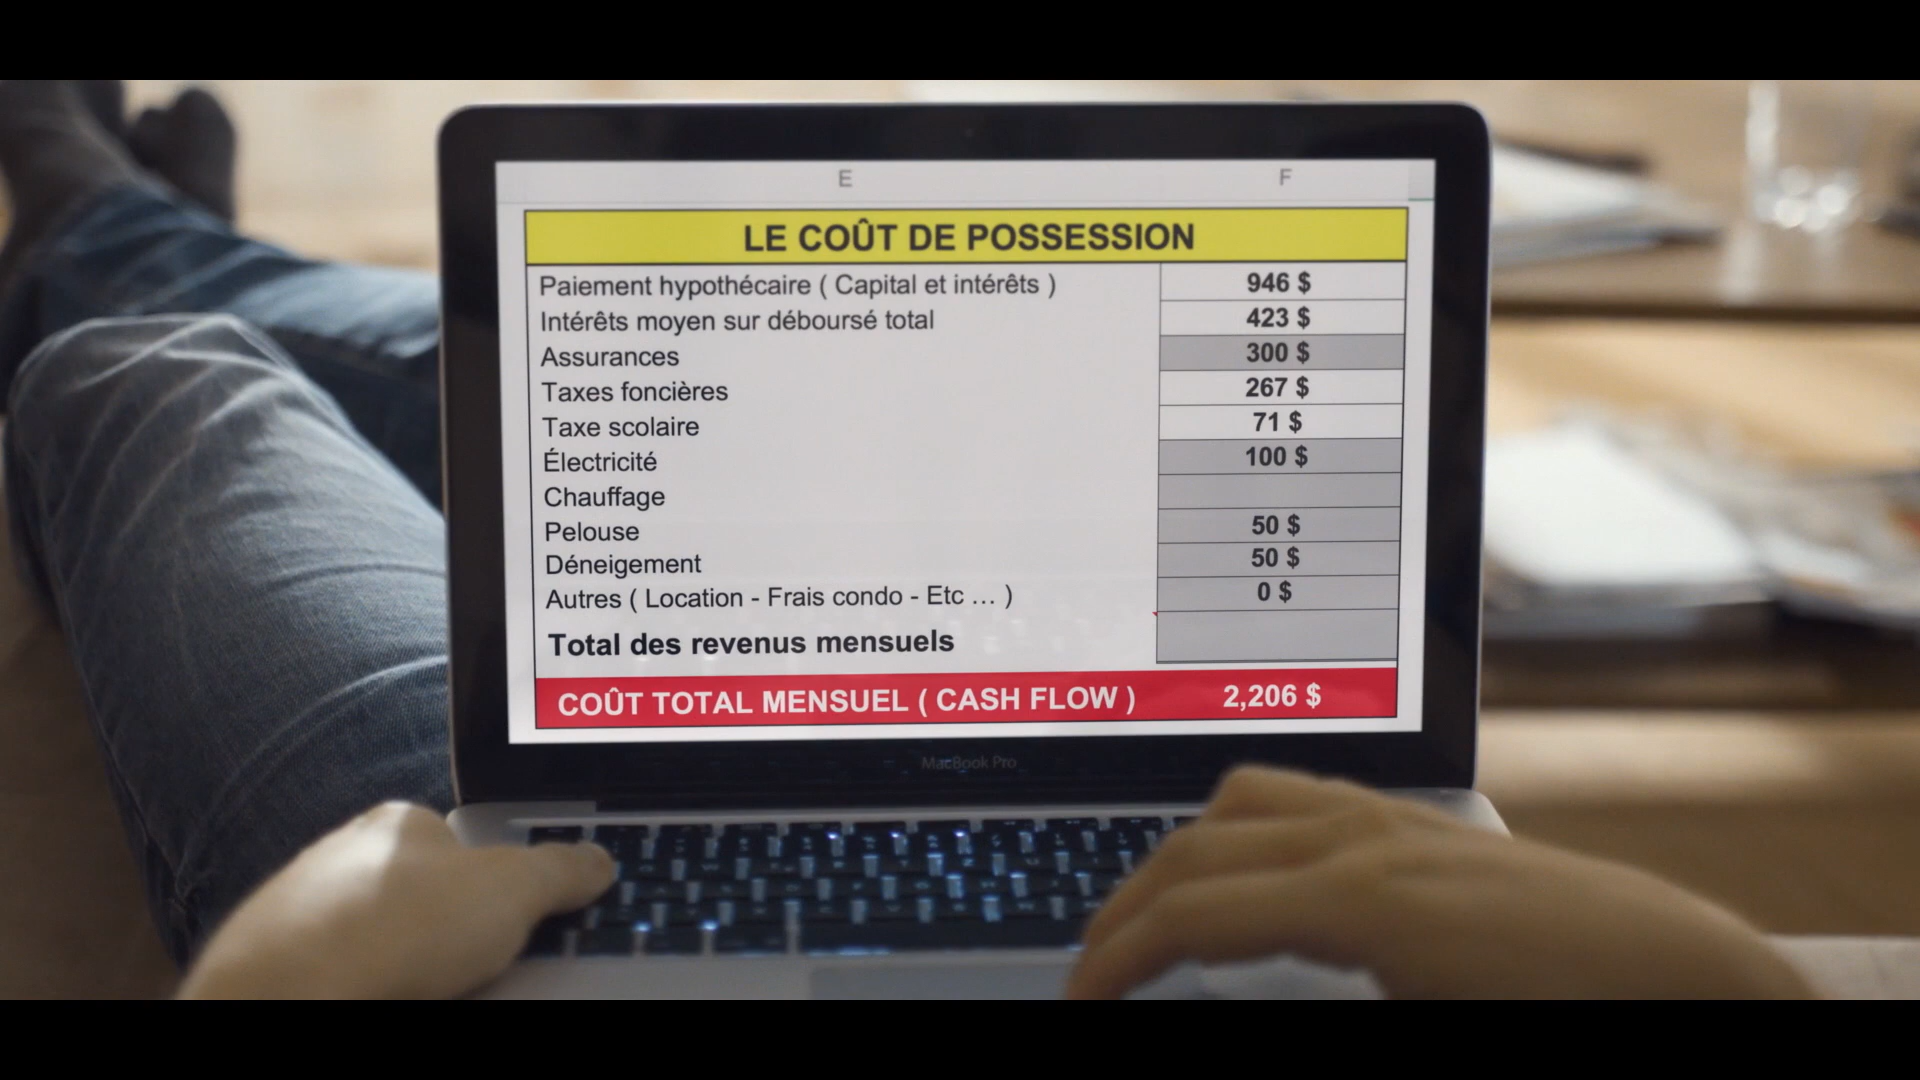 E F
LE COÛT DE POSSESSION
Paiement hypothécaire ( Capital et intérêts ) 946 $
Intérêts moyen sur déboursé total 423 $
Assurances 300 $
Taxes foncières 267 $
Taxe scolaire 71 $
Électricité 100 $
Chauffage
Pelouse 50 $
Déneigement 50 $
Autres ( Location - Frais condo - Etc ... ) 0 $
Total des revenus mensuels
COÛT TOTAL MENSUEL ( CASH FLOW ) 2,206 $
MacBook Pro